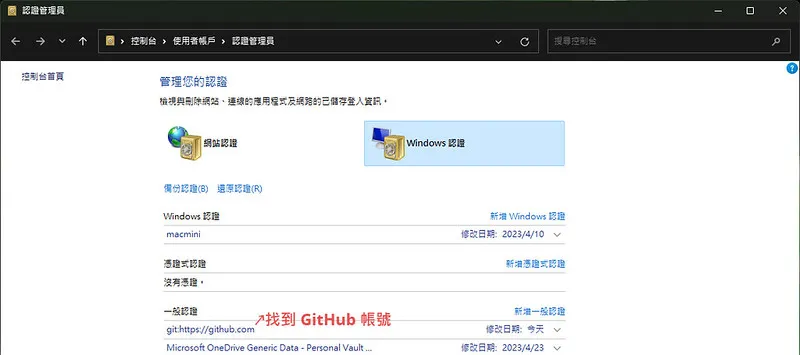 認證管理員
控制台 › 使用者帳戶 › 認證管理員
搜尋控制台
控制台首頁
管理您的認證
檢視與刪除網站、連線的應用程式及網路的已儲存登入資訊。
網站認證
Windows 認證
備份認證(B) 還原認證(R)
Windows 認證 新增 Windows 認證
macmini 修改日期: 2023/4/10
憑證式認證 新增憑證式認證
沒有憑證。
一般認證 新增一般認證
↗找到 GitHub 帳號
git:https://github.com 修改日期: 今天
Microsoft OneDrive Generic Data - Personal Vault ... 修改日期: 2023/4/23